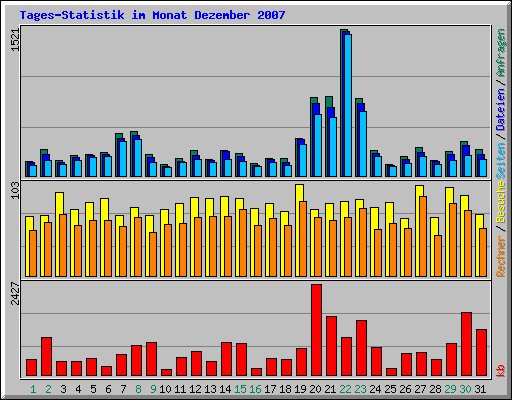 Tages-Statistik im Monat Dezember 2007
1521
103
2427
Rechner / Besuche Seiten / Dateien / Anfragen
kb
1 2 3 4 5 6 7 8 9 10 11 12 13 14 15 16 17 18 19 20 21 22 23 24 25 26 27 28 29 30 31